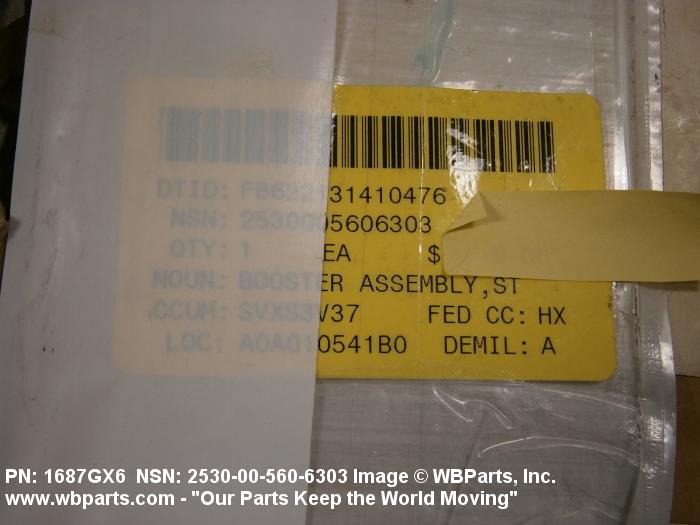 DTID: FB622131410476
NSN: 2530005606303
QTY: 1 EA $
NOUN: BOOSTER ASSEMBLY,ST
CCUM: SVXS3V37 FED CC: HX
LOC: A0A010541B0 DEMIL: A
PN: 1687GX6 NSN: 2530-00-560-6303 Image © WBParts, Inc.
www.wbparts.com - "Our Parts Keep the World Moving"